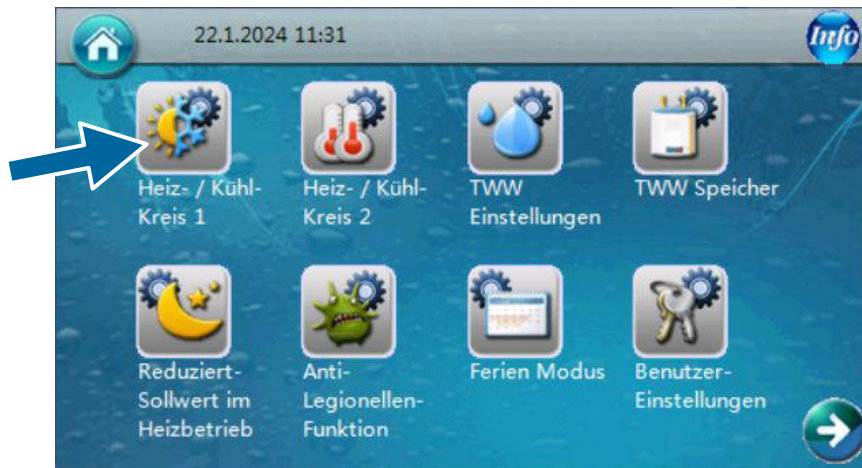 22.1.2024 11:31
Info
Heiz- / Kühl-
Kreis 1
Heiz- / Kühl-
Kreis 2
TWW
Einstellungen
TWW Speicher
Reduziert-
Sollwert im
Heizbetrieb
Anti-
Legionellen-
Funktion
Ferien Modus
Benutzer-
Einstellungen